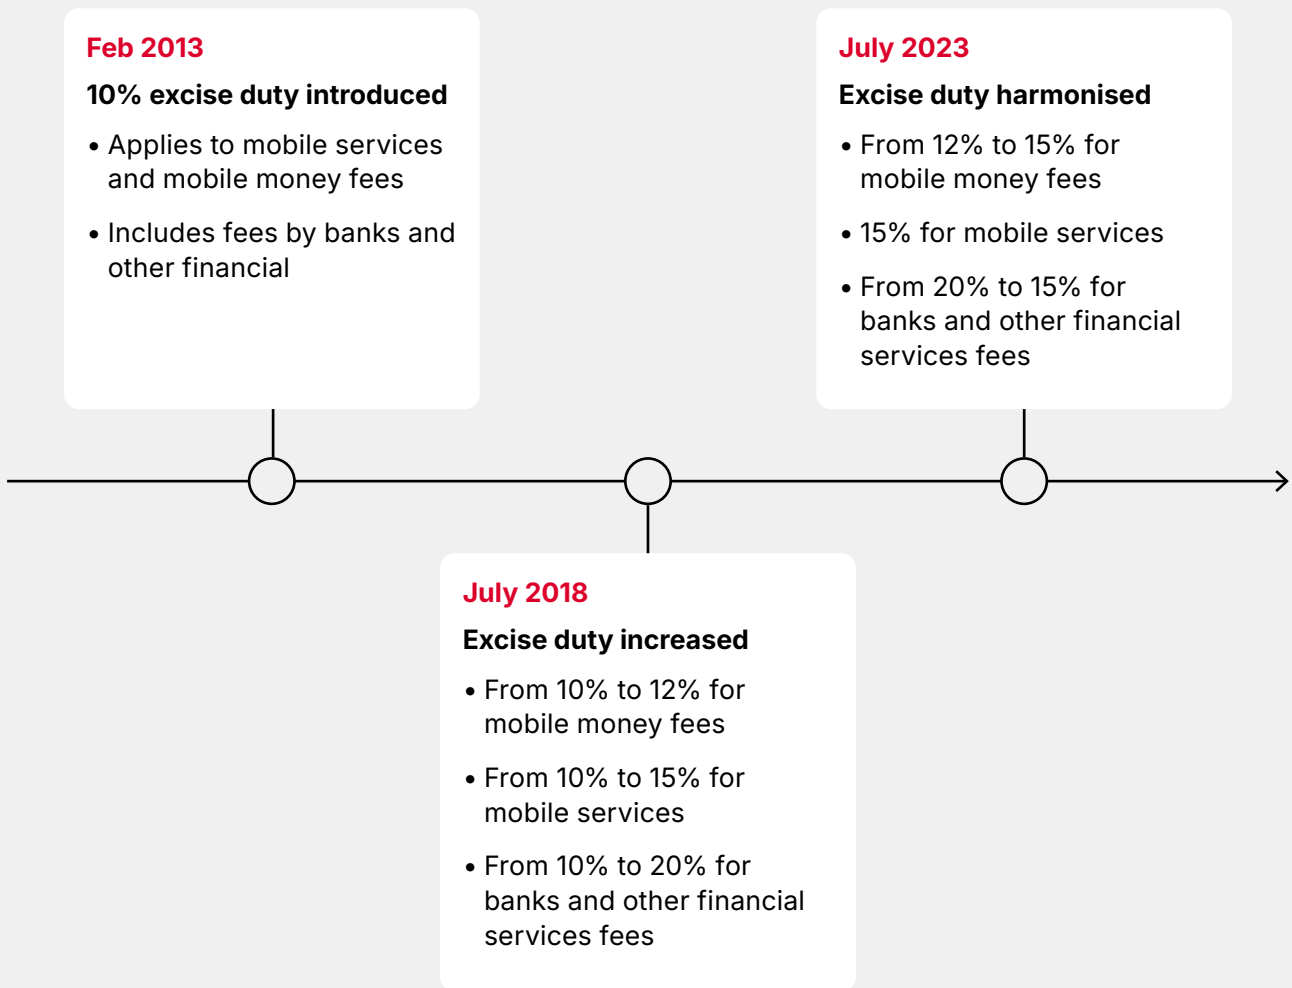 Feb 2013
10% excise duty introduced
• Applies to mobile services
and mobile money fees
• Includes fees by banks and
other financial
July 2018
Excise duty increased
• From 10% to 12% for
mobile money fees
• From 10% to 15% for
mobile services
• From 10% to 20% for
banks and other financial
services fees
July 2023
Excise duty harmonised
• From 12% to 15% for
mobile money fees
• 15% for mobile services
• From 20% to 15% for
banks and other financial
services fees